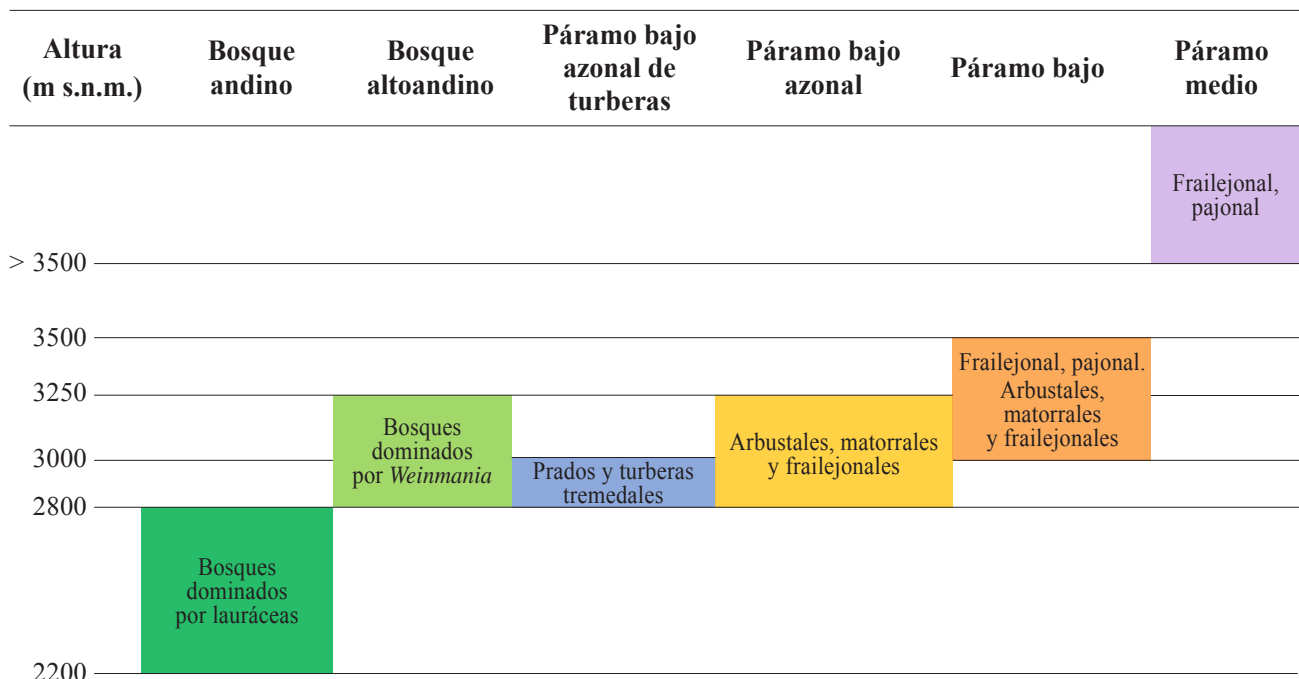 Altura
(m s.n.m.)
Bosque
andino
Bosque
altoandino
Páramo bajo
azonal de
turberas
Páramo bajo
azonal
Páramo bajo
Páramo
medio
Frailejonal,
pajonal
> 3500
3500
Frailejonal, pajonal.
Arbustales,
matorrales
y frailejonales
3250
Bosques
dominados
por Weinmania
Arbustales, matorrales
y frailejonales
3000
Prados y turberas
tremedales
2800
Bosques
dominados
por lauráceas
2200